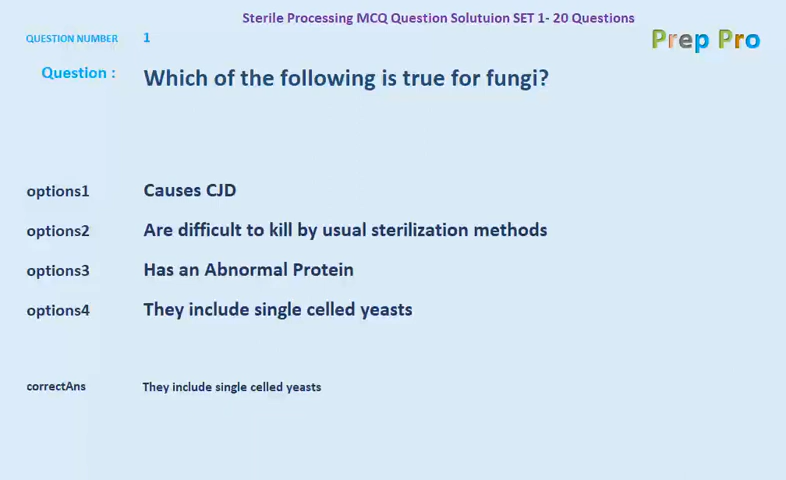 Sterile Processing MCQ Question Solutuion SET 1- 20 Questions
QUESTION NUMBER 1
Prep Pro
Question : Which of the following is true for fungi?
options1 Causes CJD
options2 Are difficult to kill by usual sterilization methods
options3 Has an Abnormal Protein
options4 They include single celled yeasts
correctAns They include single celled yeasts